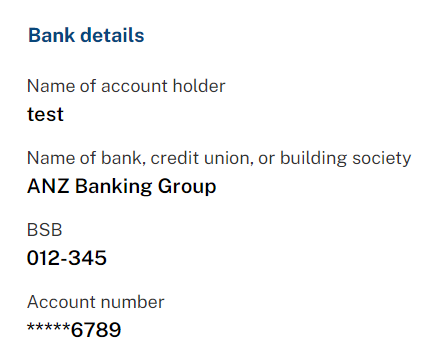 Bank details
Name of account holder
test
Name of bank, credit union, or building society
ANZ Banking Group
BSB
012-345
Account number
*****6789